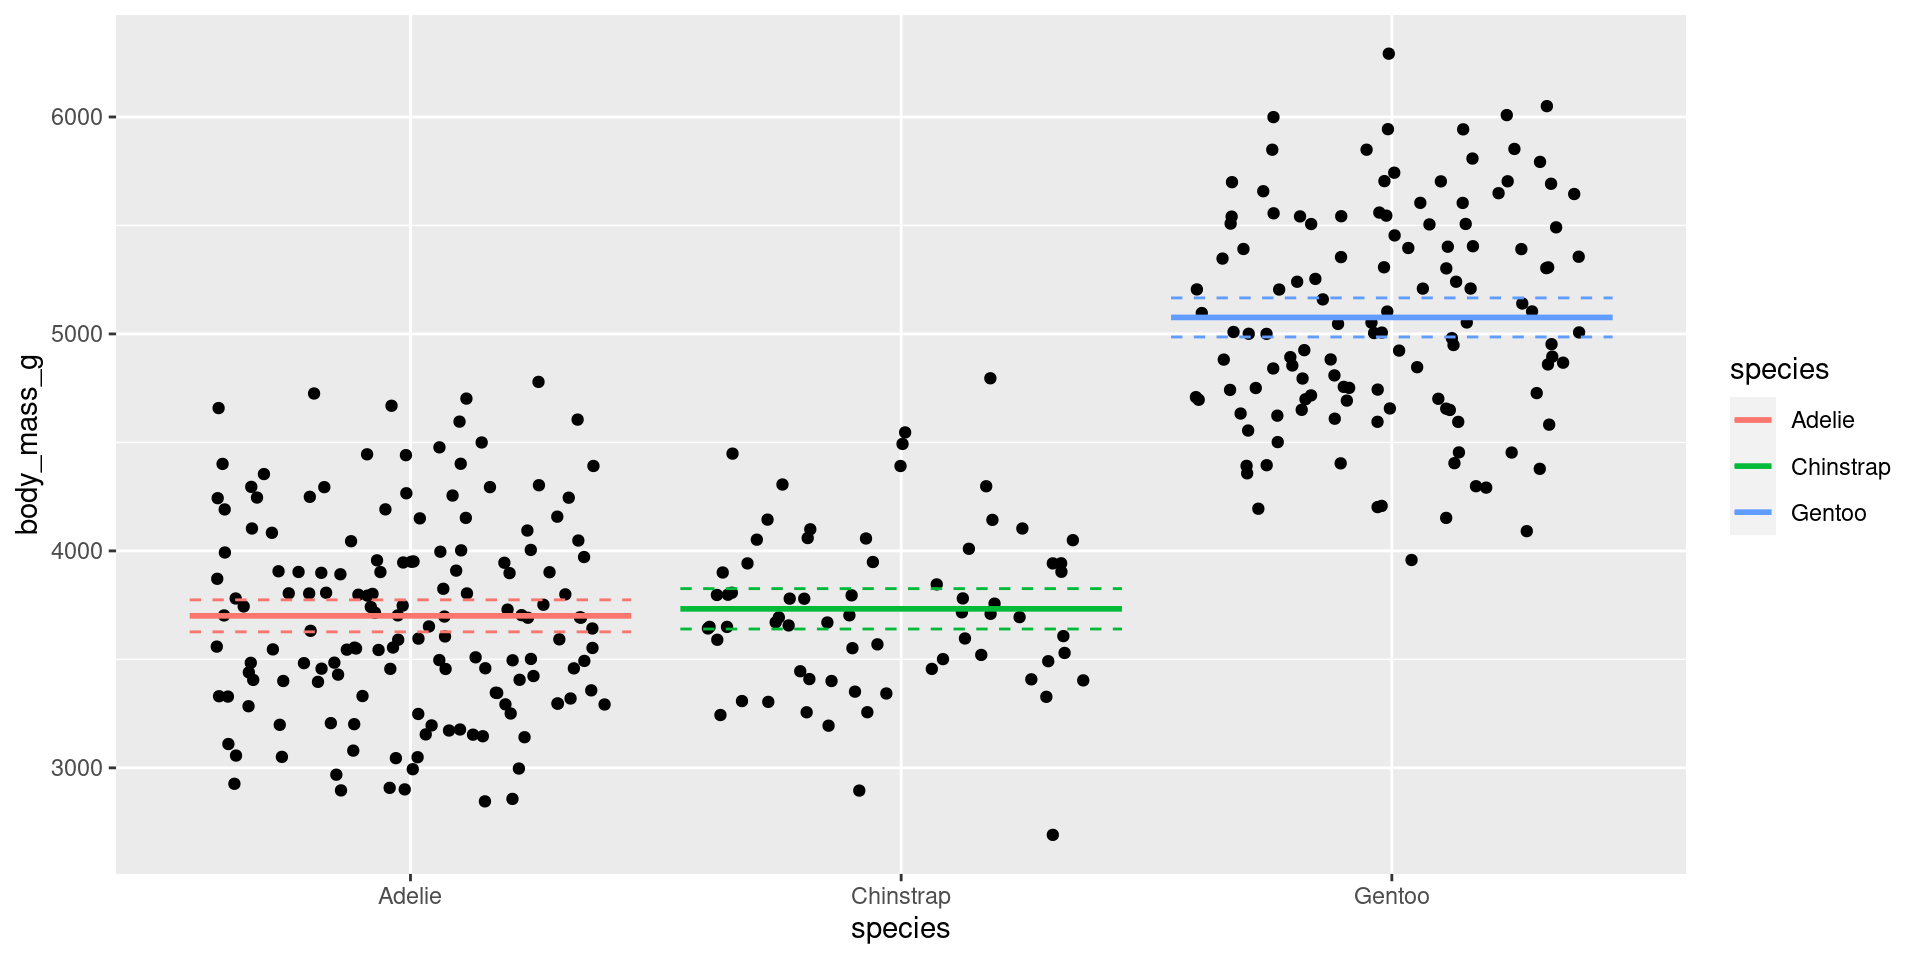 body_mass_g
6000
5000
4000
3000
Adelie
Chinstrap
Gentoo
species
species
Adelie
Chinstrap
Gentoo